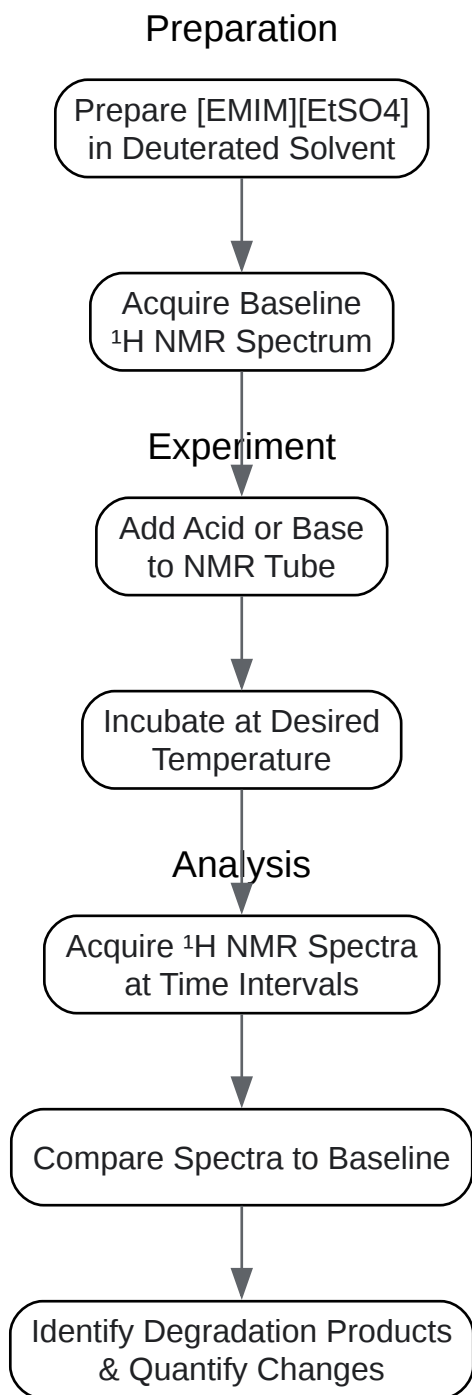 Preparation
Prepare [EMIM][EtSO4]
in Deuterated Solvent
Acquire Baseline
¹H NMR Spectrum
Experiment
Add Acid or Base
to NMR Tube
Incubate at Desired
Temperature
Analysis
Acquire ¹H NMR Spectra
at Time Intervals
Compare Spectra to Baseline
Identify Degradation Products
& Quantify Changes